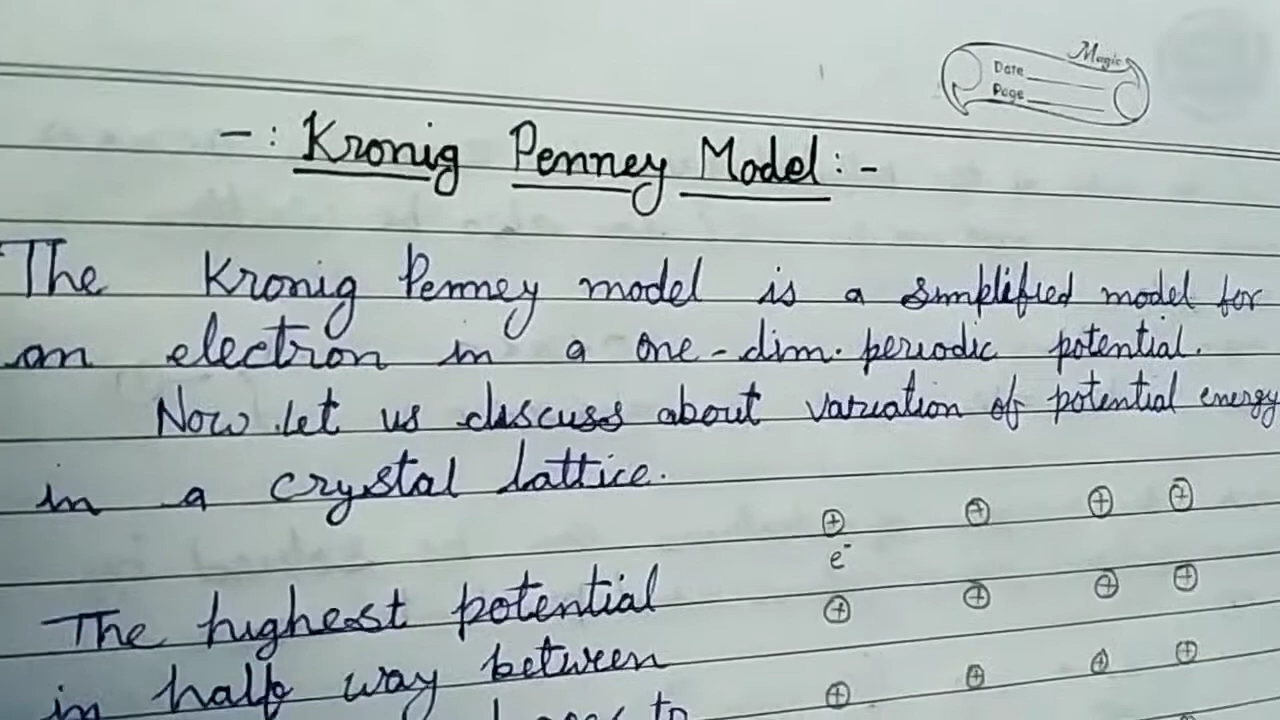 Magic
Date
Page
-: Kronig Penney Model :-
The Kronig Penney model is a simplified model for
an electron in a one-dim. periodic potential.
Now let us discuss about variation of potential energy
in a crystal lattice.
⊕ ⊕ ⊕ ⊕
e⁻
⊕ ⊕ ⊕ ⊕
The highest potential
in half way between
⊕ ⊕ ⊕ ⊕
to